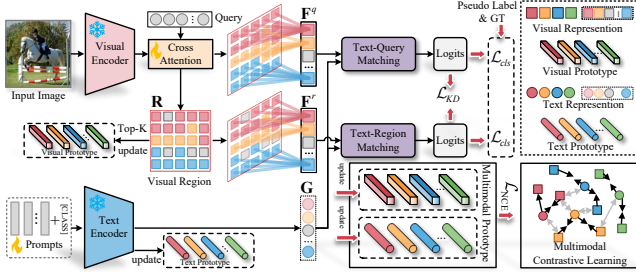 Query
F^q
Pseudo Label
& GT
Visual Represention
Visual
Encoder
Cross
Attention
Text-Query
Matching
Logits
L_cls
Visual Prototype
Input Image
R
F^r
L_KD
Text Representation
Top-K
update
Visual Prototype
Text-Region
Matching
Logits
L_cls
Text Prototype
Visual Region
G
update
update
Multimodal Prototype
L_NCE
[CLASS]
Prompts
Text
Encoder
update
Text Prototype
Multimodal
Contrastive Learning